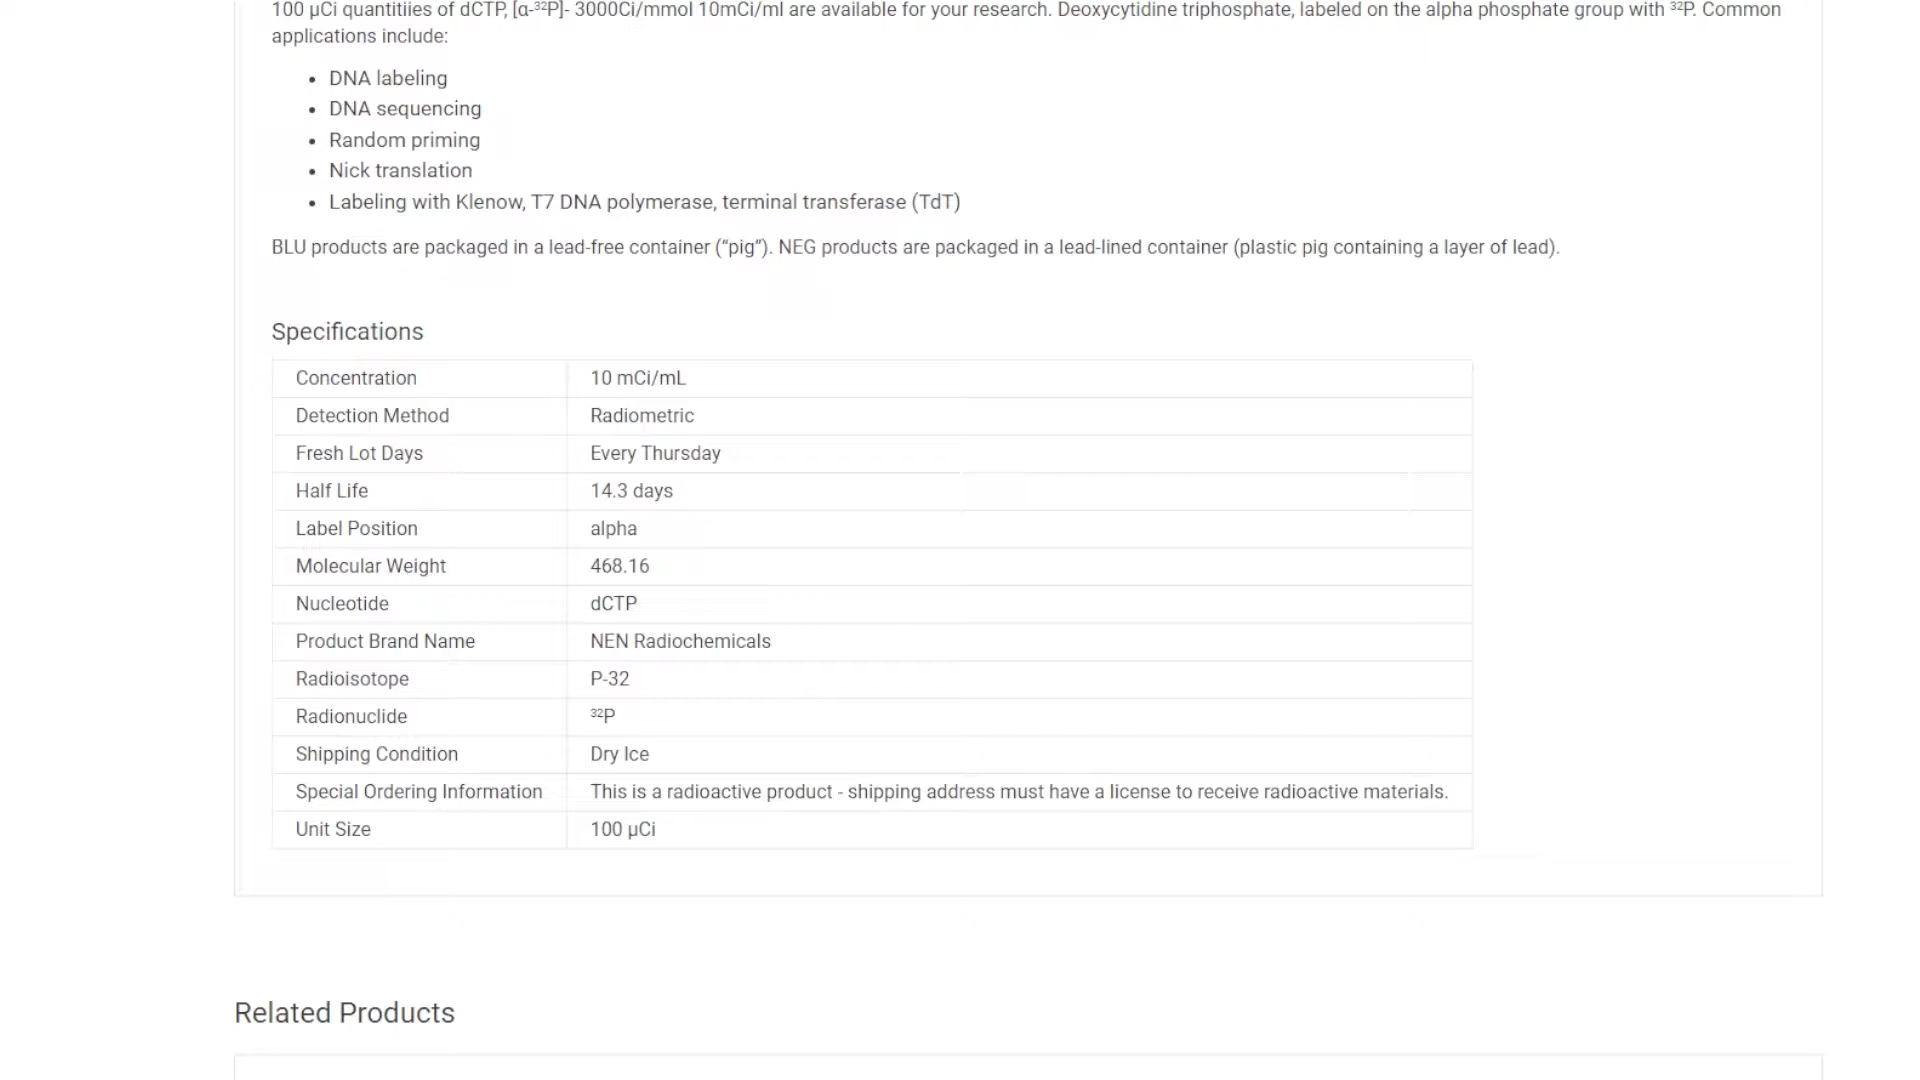 100 µCi quantitiies of dCTP, [α-³²P]- 3000Ci/mmol 10mCi/ml are available for your research. Deoxycytidine triphosphate, labeled on the alpha phosphate group with ³²P. Common
applications include:
• DNA labeling
• DNA sequencing
• Random priming
• Nick translation
• Labeling with Klenow, T7 DNA polymerase, terminal transferase (TdT)
BLU products are packaged in a lead-free container (“pig”). NEG products are packaged in a lead-lined container (plastic pig containing a layer of lead).
Specifications
Concentration 10 mCi/mL
Detection Method Radiometric
Fresh Lot Days Every Thursday
Half Life 14.3 days
Label Position alpha
Molecular Weight 468.16
Nucleotide dCTP
Product Brand Name NEN Radiochemicals
Radioisotope P-32
Radionuclide ³²P
Shipping Condition Dry Ice
Special Ordering Information This is a radioactive product - shipping address must have a license to receive radioactive materials.
Unit Size 100 µCi
Related Products